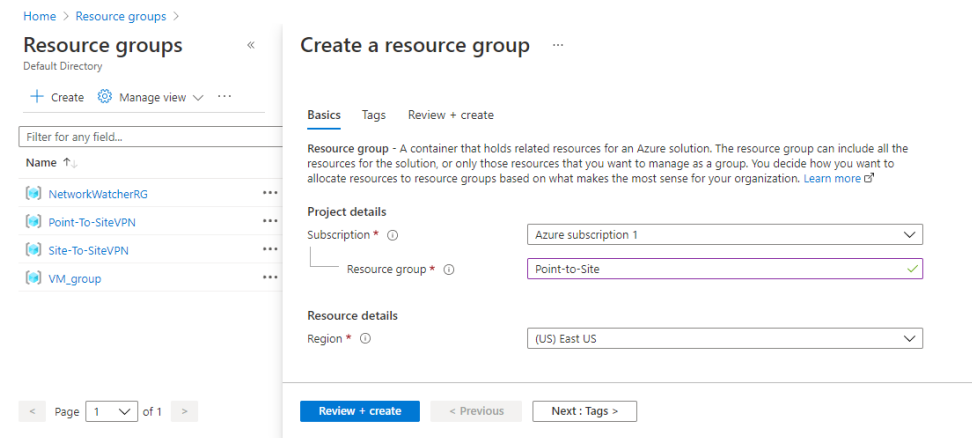 Home > Resource groups >
Resource groups «
Default Directory
+ Create Manage view ···
Filter for any field...
Name ↑↓
NetworkWatcherRG ···
Point-To-SiteVPN ···
Site-To-SiteVPN ···
VM_group ···
< Page 1 of 1 >
Create a resource group ···
Basics Tags Review + create
Resource group - A container that holds related resources for an Azure solution. The resource group can include all the
resources for the solution, or only those resources that you want to manage as a group. You decide how you want to
allocate resources to resource groups based on what makes the most sense for your organization. Learn more
Project details
Subscription * Azure subscription 1
Resource group * Point-to-Site
Resource details
Region * (US) East US
Review + create < Previous Next : Tags >